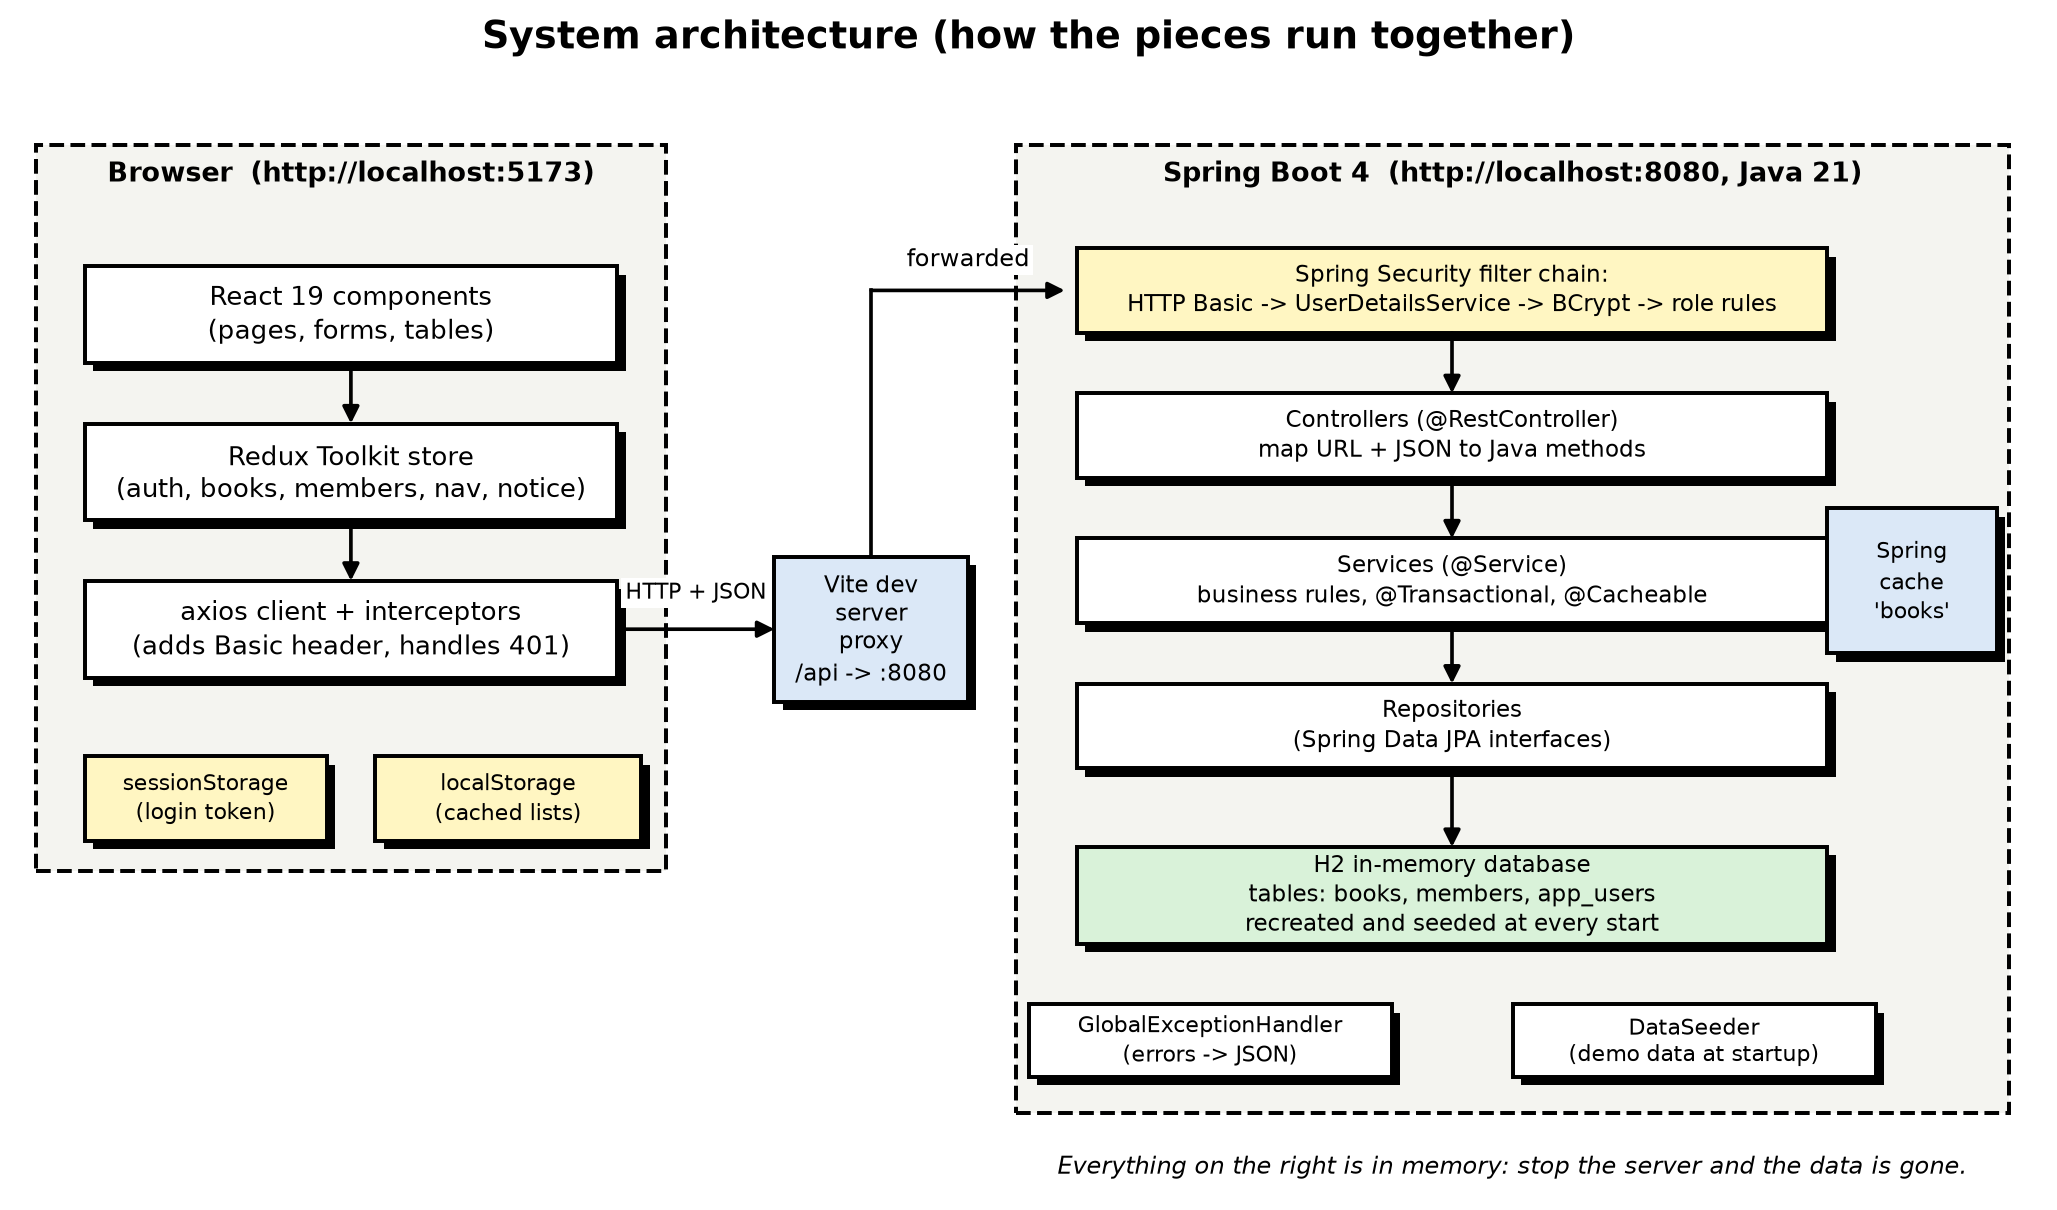 System architecture (how the pieces run together)
Browser  (http://localhost:5173)
React 19 components
(pages, forms, tables)
Redux Toolkit store
(auth, books, members, nav, notice)
axios client + interceptors
(adds Basic header, handles 401)
sessionStorage
(login token)
localStorage
(cached lists)
HTTP + JSON
Vite dev
server
proxy
/api -> :8080
forwarded
Spring Boot 4  (http://localhost:8080, Java 21)
Spring Security filter chain:
HTTP Basic -> UserDetailsService -> BCrypt -> role rules
Controllers (@RestController)
map URL + JSON to Java methods
Services (@Service)
business rules, @Transactional, @Cacheable
Spring
cache
'books'
Repositories
(Spring Data JPA interfaces)
H2 in-memory database
tables: books, members, app_users
recreated and seeded at every start
GlobalExceptionHandler
(errors -> JSON)
DataSeeder
(demo data at startup)
Everything on the right is in memory: stop the server and the data is gone.